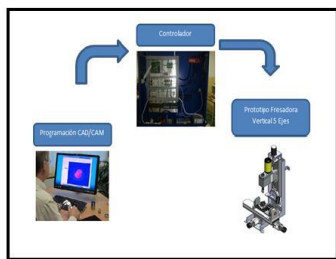 Controlador
Programación CAD/CAM
Prototipo Fresadora
Vertical 5 Ejes